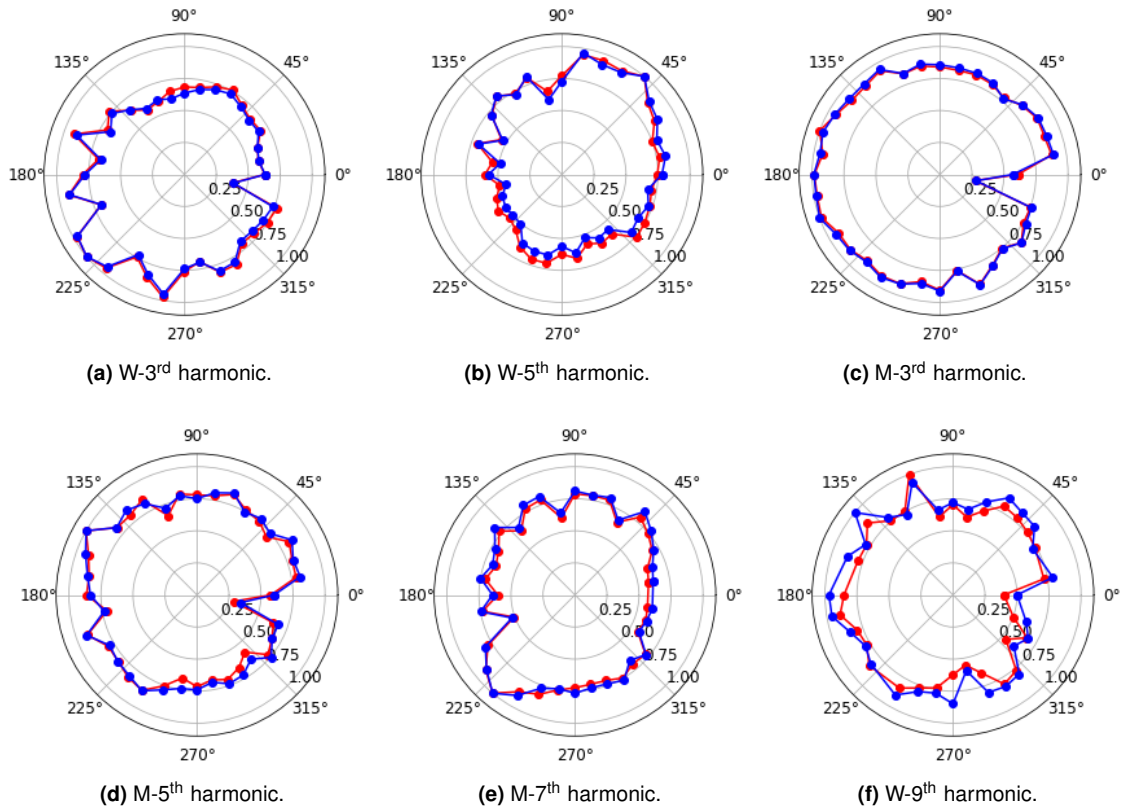 90° 90° 90°
135° 45° 135° 45° 135° 45°
180° 0° 180° 0° 180° 0°
0.25 0.25 0.25
0.50 0.50 0.50
0.75 0.75 0.75
1.00 1.00 1.00
225° 315° 225° 315° 225° 315°
270° 270° 270°
(a) W-3rd harmonic. (b) W-5th harmonic. (c) M-3rd harmonic.
90° 90° 90°
135° 45° 135° 45° 135° 45°
180° 0° 180° 0° 180° 0°
0.25 0.25 0.25
0.50 0.50 0.50
0.75 0.75 0.75
1.00 1.00 1.00
225° 315° 225° 315° 225° 315°
270° 270° 270°
(d) M-5th harmonic. (e) M-7th harmonic. (f) W-9th harmonic.